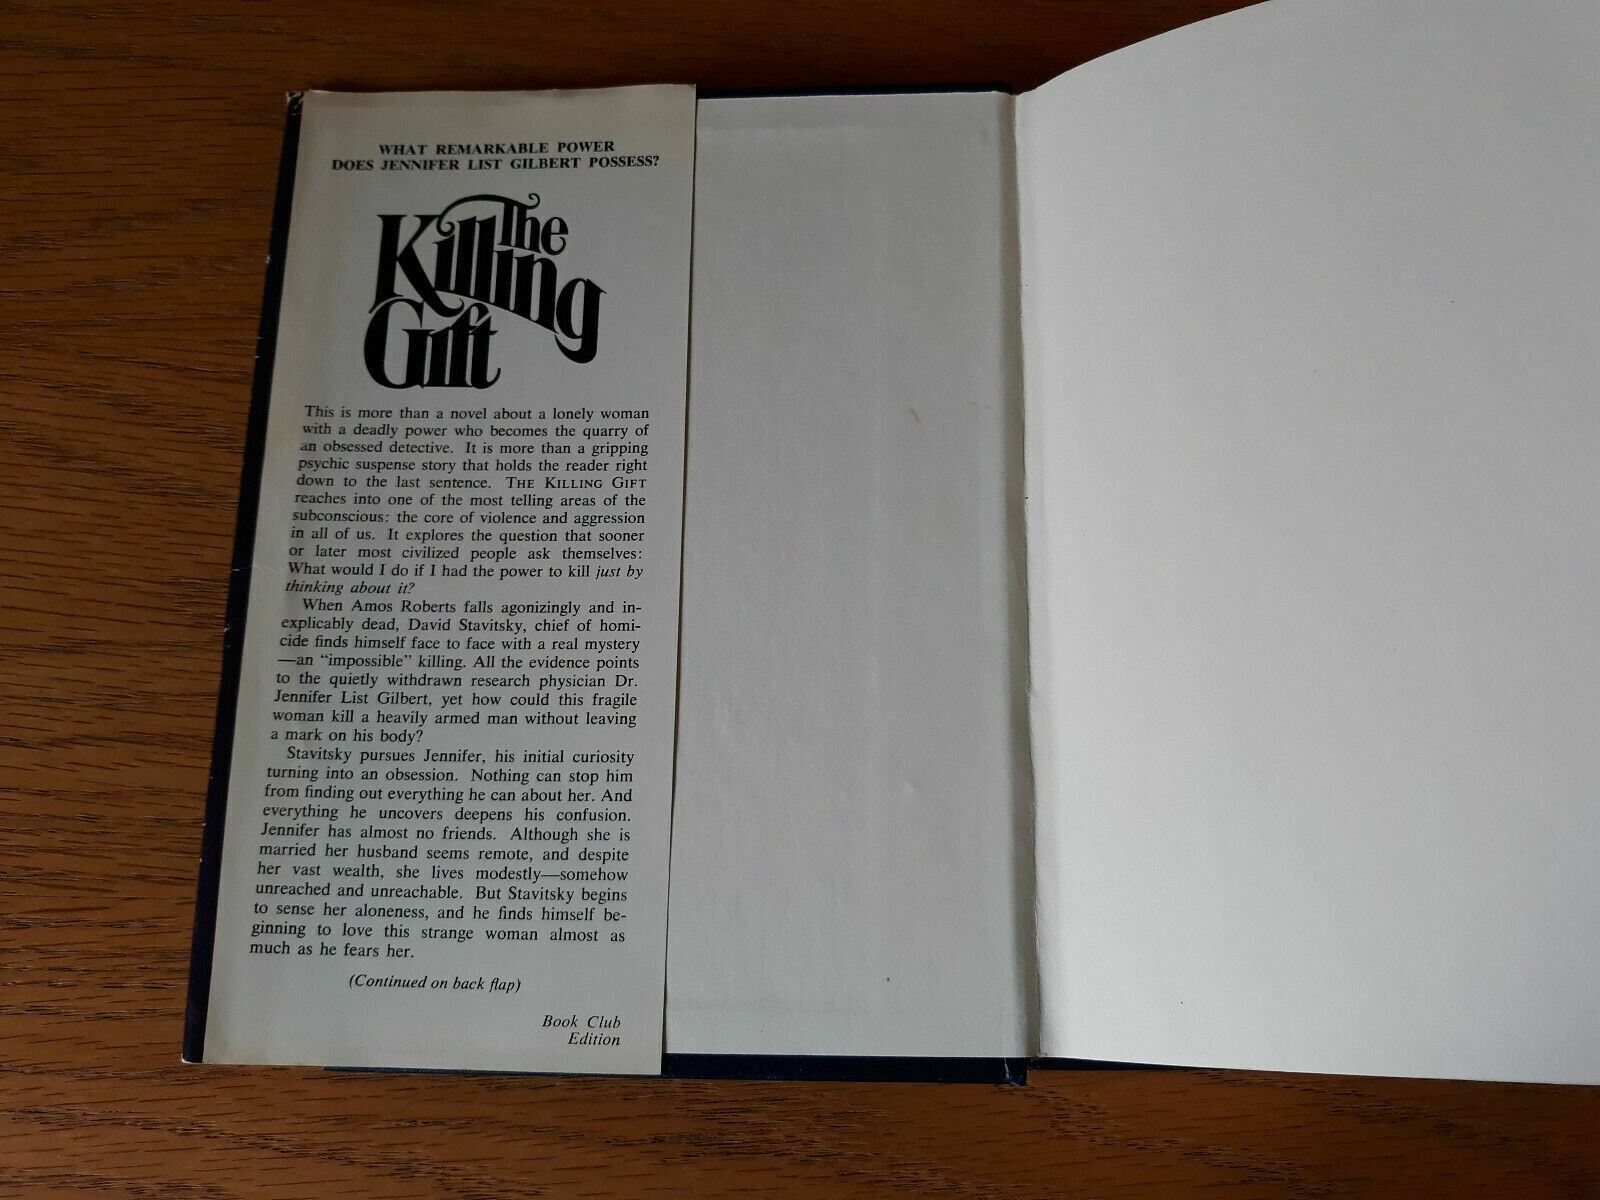 WHAT REMARKABLE POWER
DOES JENNIFER LIST GILBERT POSSESS?
The
Killing
Gift
This is more than a novel about a lonely woman
with a deadly power who becomes the quarry of
an obsessed detective. It is more than a gripping
psychic suspense story that holds the reader right
down to the last sentence. THE KILLING GIFT
reaches into one of the most telling areas of the
subconscious: the core of violence and aggression
in all of us. It explores the question that sooner
or later most civilized people ask themselves:
What would I do if I had the power to kill just by
thinking about it?
When Amos Roberts falls agonizingly and in-
explicably dead, David Stavitsky, chief of homi-
cide finds himself face to face with a real mystery
—an “impossible” killing. All the evidence points
to the quietly withdrawn research physician Dr.
Jennifer List Gilbert, yet how could this fragile
woman kill a heavily armed man without leaving
a mark on his body?
Stavitsky pursues Jennifer, his initial curiosity
turning into an obsession. Nothing can stop him
from finding out everything he can about her. And
everything he uncovers deepens his confusion.
Jennifer has almost no friends. Although she is
married her husband seems remote, and despite
her vast wealth, she lives modestly—somehow
unreached and unreachable. But Stavitsky begins
to sense her aloneness, and he finds himself be-
ginning to love this strange woman almost as
much as he fears her.
(Continued on back flap)
Book Club
Edition